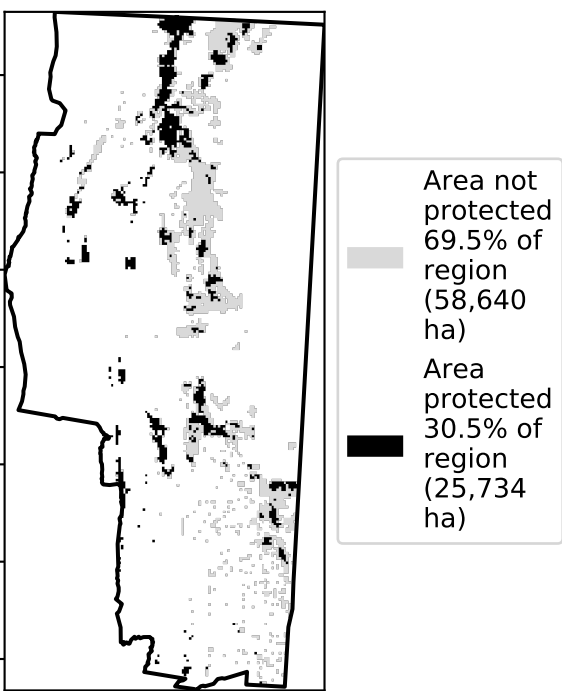 Area not
protected
69.5% of
region
(58,640
ha)
Area
protected
30.5% of
region
(25,734
ha)